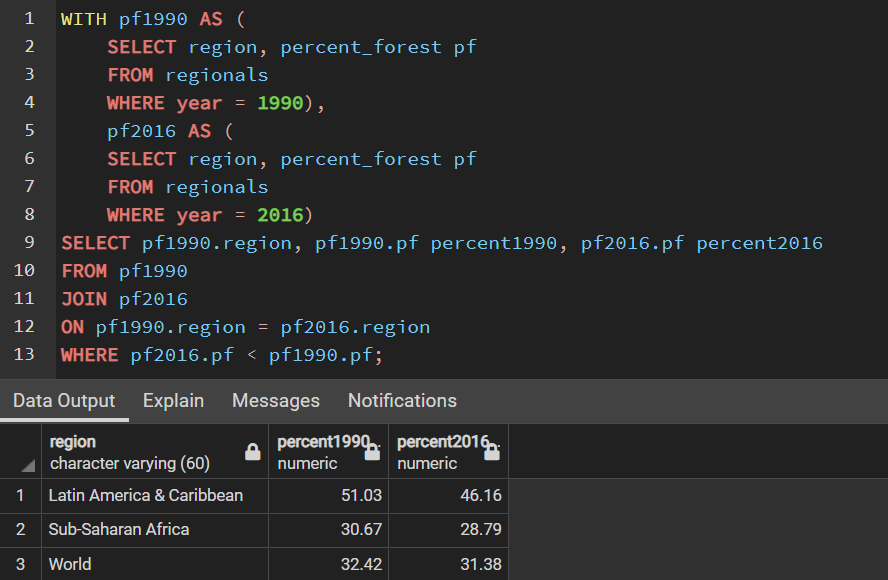 1 WITH pf1990 AS (
2 SELECT region, percent_forest pf
3 FROM regionals
4 WHERE year = 1990),
5 pf2016 AS (
6 SELECT region, percent_forest pf
7 FROM regionals
8 WHERE year = 2016)
9 SELECT pf1990.region, pf1990.pf percent1990, pf2016.pf percent2016
10 FROM pf1990
11 JOIN pf2016
12 ON pf1990.region = pf2016.region
13 WHERE pf2016.pf < pf1990.pf;
Data Output Explain Messages Notifications
region percent1990 percent2016
character varying (60) numeric numeric
1 Latin America & Caribbean 51.03 46.16
2 Sub-Saharan Africa 30.67 28.79
3 World 32.42 31.38